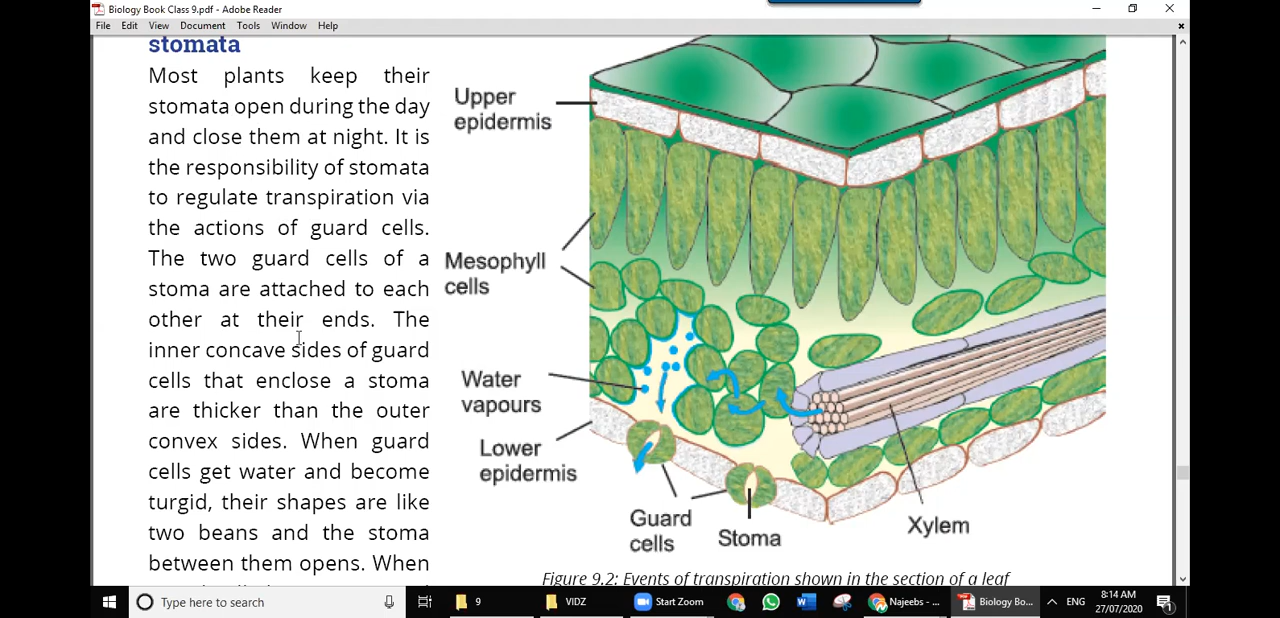 Biology Book Class 9.pdf - Adobe Reader
File Edit View Document Tools Window Help
stomata
Most plants keep their
stomata open during the day
and close them at night. It is
the responsibility of stomata
to regulate transpiration via
the actions of guard cells.
The two guard cells of a
stoma are attached to each
other at their ends. The
inner concave sides of guard
cells that enclose a stoma
are thicker than the outer
convex sides. When guard
cells get water and become
turgid, their shapes are like
two beans and the stoma
between them opens. When
Upper
epidermis
Mesophyll
cells
Water
vapours
Lower
epidermis
Guard
cells
Stoma
Xylem
Figure 9.2: Events of transpiration shown in the section of a leaf
Type here to search
9
VIDZ
Start Zoom
Najeebs - ...
Biology Bo...
ENG
8:14 AM
27/07/2020
1